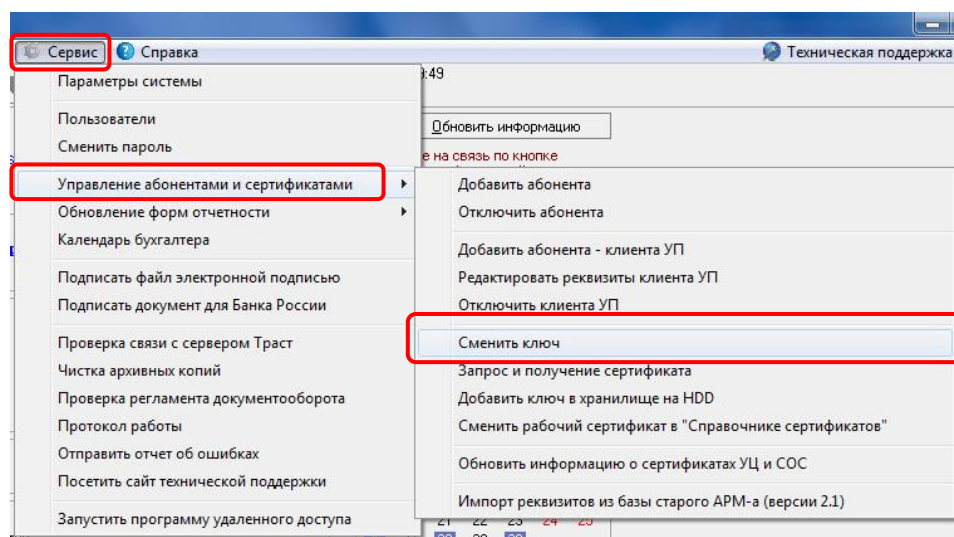 Сервис Справка Техническая поддержка
Параметры системы
:49
Пользователи
Обновить информацию
Сменить пароль
е на связь по кнопке
Управление абонентами и сертификатами
Обновление форм отчетности
Календарь бухгалтера
Подписать файл электронной подписью
Подписать документ для Банка России
Проверка связи с сервером Траст
Чистка архивных копий
Проверка регламента документооборота
Протокол работы
Отправить отчет об ошибках
Посетить сайт технической поддержки
Запустить программу удаленного доступа
Добавить абонента
Отключить абонента
Добавить абонента - клиента УП
Редактировать реквизиты клиента УП
Отключить клиента УП
Сменить ключ
Запрос и получение сертификата
Добавить ключ в хранилище на HDD
Сменить рабочий сертификат в "Справочнике сертификатов"
Обновить информацию о сертификатах УЦ и СОС
Импорт реквизитов из базы старого АРМ-а (версии 2.1)
21 22 23 24 25